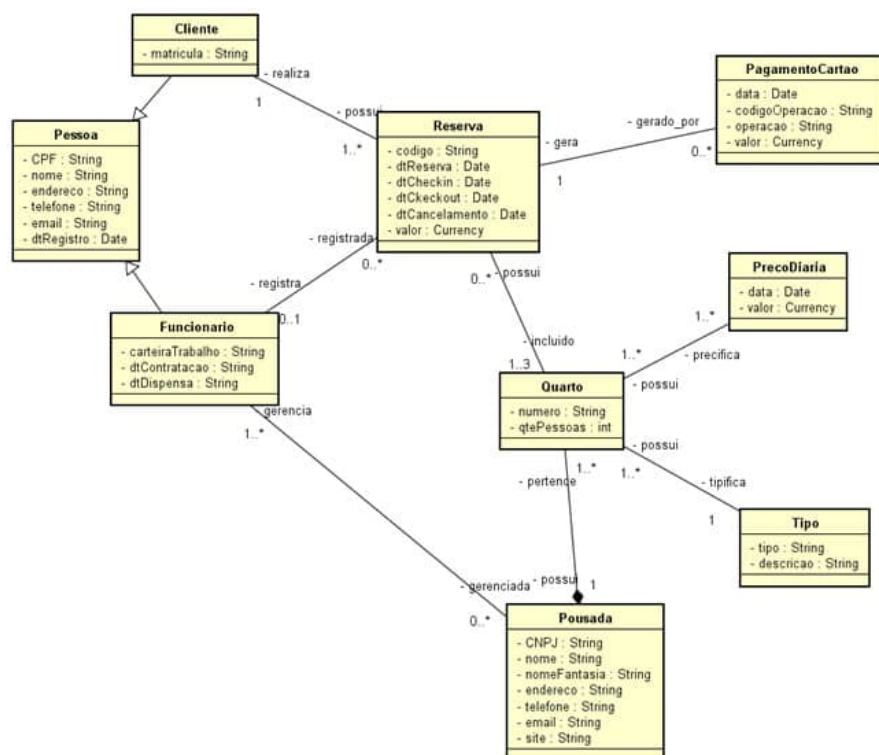 Cliente
- matricula : String
- realiza
1
- possui
1..*
Pessoa
- CPF : String
- nome : String
- endereco : String
- telefone : String
- email : String
- dtRegistro : Date
Reserva
- codigo : String
- dtReserva : Date
- dtCheckin : Date
- dtCkeckout : Date
- dtCancelamento : Date
- valor : Currency
- gera
1
- gerado_por
0..*
PagamentoCartao
- data : Date
- codigoOperacao : String
- operacao : String
- valor : Currency
- registrada
0..*
- registra
0..1
Funcionario
- carteiraTrabalho : String
- dtContratacao : String
- dtDispensa : String
- possui
0..*
- incluido
1..3
PrecoDiaria
- data : Date
- valor : Currency
1..*
- precifica
1..*
- possui
Quarto
- numero : String
- qtePessoas : int
- possui
1..*
- tipifica
1
Tipo
- tipo : String
- descricao : String
- gerencia
1..*
- gerenciada
0..*
1..*
- pertence
- possui
1
Pousada
- CNPJ : String
- nome : String
- nomeFantasia : String
- endereco : String
- telefone : String
- email : String
- site : String